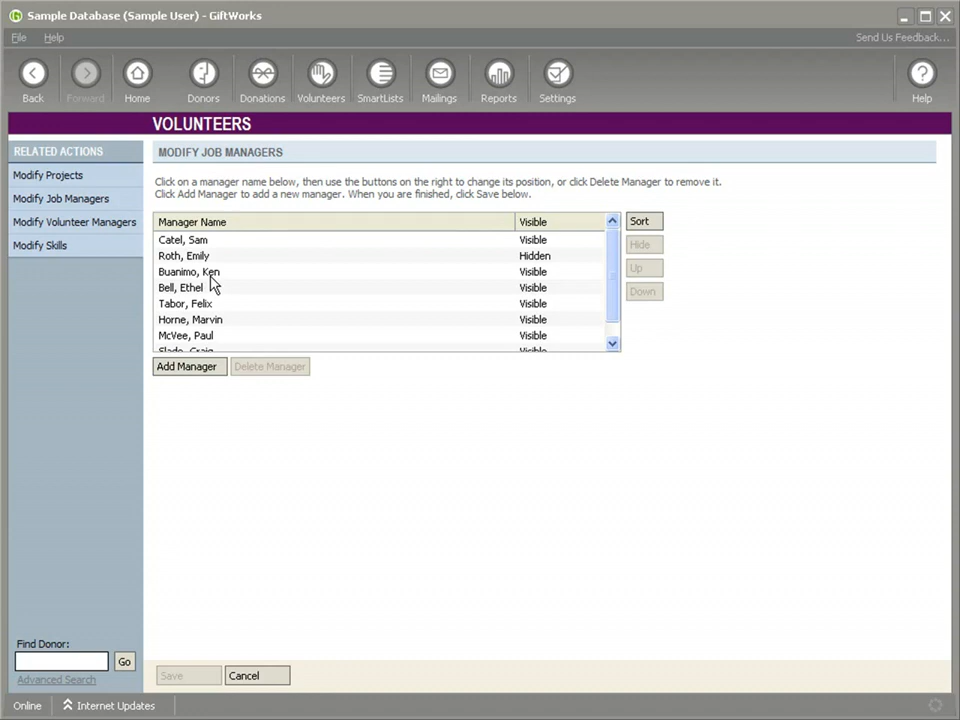 Sample Database (Sample User) - GiftWorks
File Help Send Us Feedback...
Back Forward Home Donors Donations Volunteers SmartLists Mailings Reports Settings Help
VOLUNTEERS
RELATED ACTIONS
Modify Projects
Modify Job Managers
Modify Volunteer Managers
Modify Skills
MODIFY JOB MANAGERS
Click on a manager name below, then use the buttons on the right to change its position, or click Delete Manager to remove it.
Click Add Manager to add a new manager. When you are finished, click Save below.
Manager Name Visible
Catel, Sam Visible
Roth, Emily Hidden
Buanimo, Ken Visible
Bell, Ethel Visible
Tabor, Felix Visible
Horne, Marvin Visible
McVee, Paul Visible
Slade, Craig Visible
Sort
Hide
Up
Down
Add Manager Delete Manager
Find Donor:
Go
Advanced Search
Save Cancel
Online Internet Updates